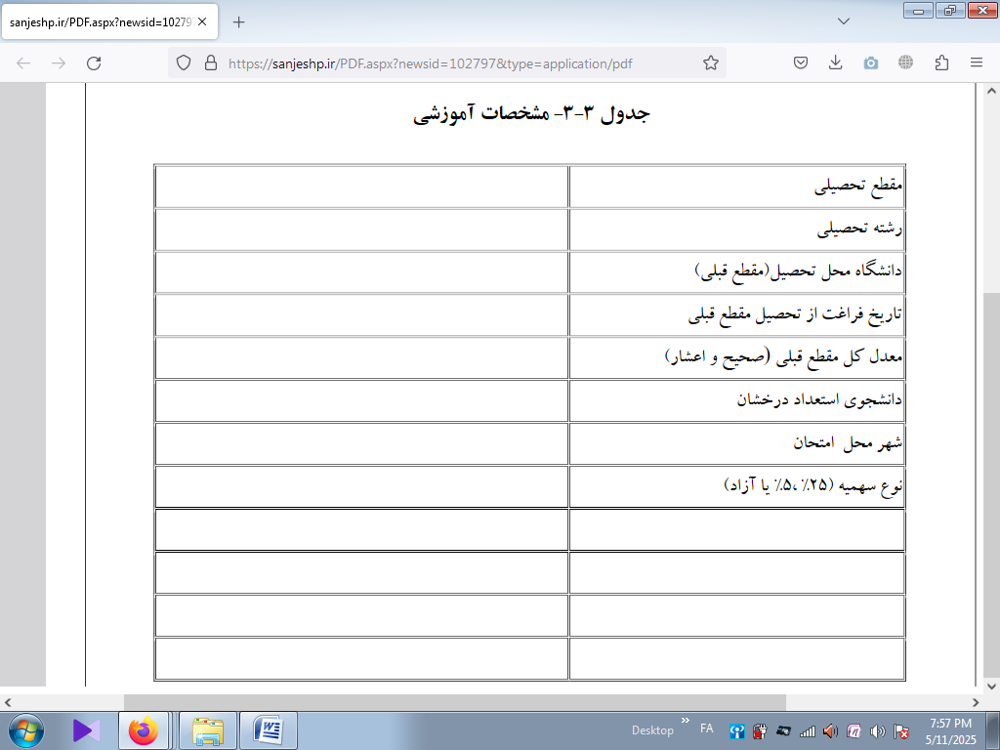 sanjeshp.ir/PDF.aspx?newsid=10279
https://sanjeshp.ir/PDF.aspx?newsid=102797&type=application/pdf
جدول ۳-۳- مشخصات آموزشی
مقطع تحصیلی
رشته تحصیلی
دانشگاه محل تحصیل(مقطع قبلی)
تاریخ فراغت از تحصیل مقطع قبلی
معدل کل مقطع قبلی (صحیح و اعشار)
دانشجوی استعداد درخشان
شهر محل امتحان
نوع سهمیه (۲۵٪ ،۵٪ یا آزاد)
Desktop
FA
7:57 PM
5/11/2025